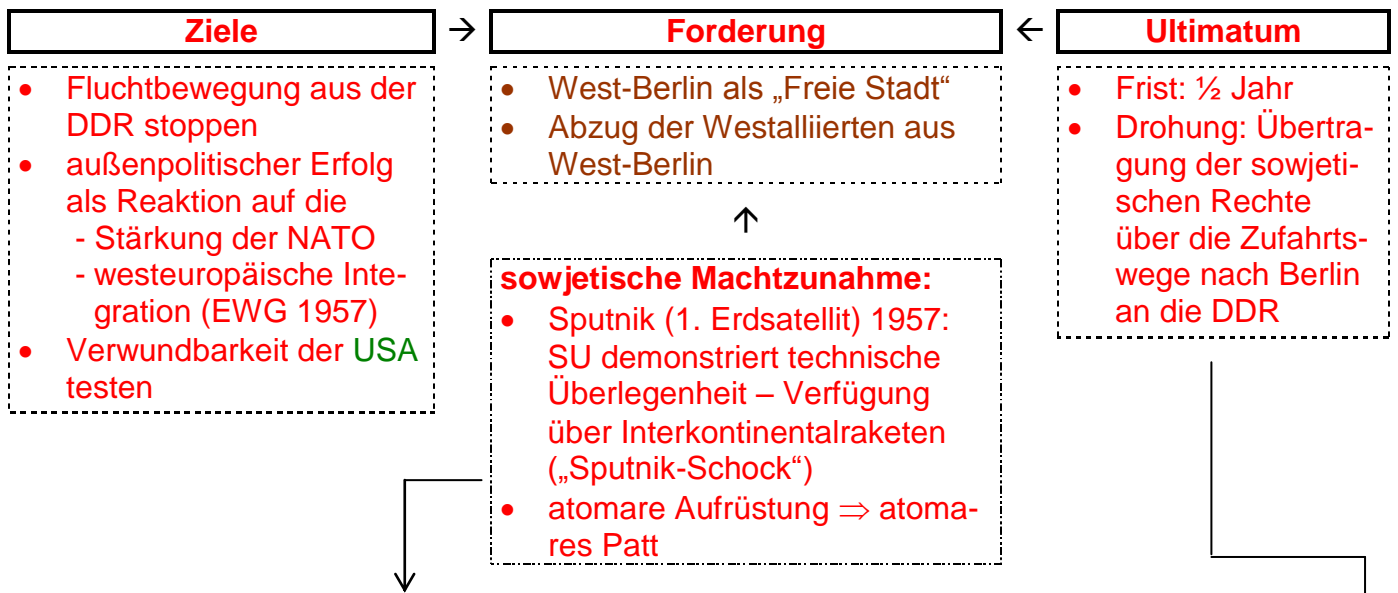 Ziele → Forderung ← Ultimatum
• Fluchtbewegung aus der
DDR stoppen
• außenpolitischer Erfolg
als Reaktion auf die
- Stärkung der NATO
- westeuropäische Inte-
gration (EWG 1957)
• Verwundbarkeit der USA
testen
• West-Berlin als „Freie Stadt“
• Abzug der Westalliierten aus
West-Berlin
↑
sowjetische Machtzunahme:
• Sputnik (1. Erdsatellit) 1957:
SU demonstriert technische
Überlegenheit – Verfügung
über Interkontinentalraketen
(„Sputnik-Schock“)
• atomare Aufrüstung ⇒ atoma-
res Patt
• Frist: ½ Jahr
• Drohung: Übertra-
gung der sowjeti-
schen Rechte
über die Zufahrts-
wege nach Berlin
an die DDR